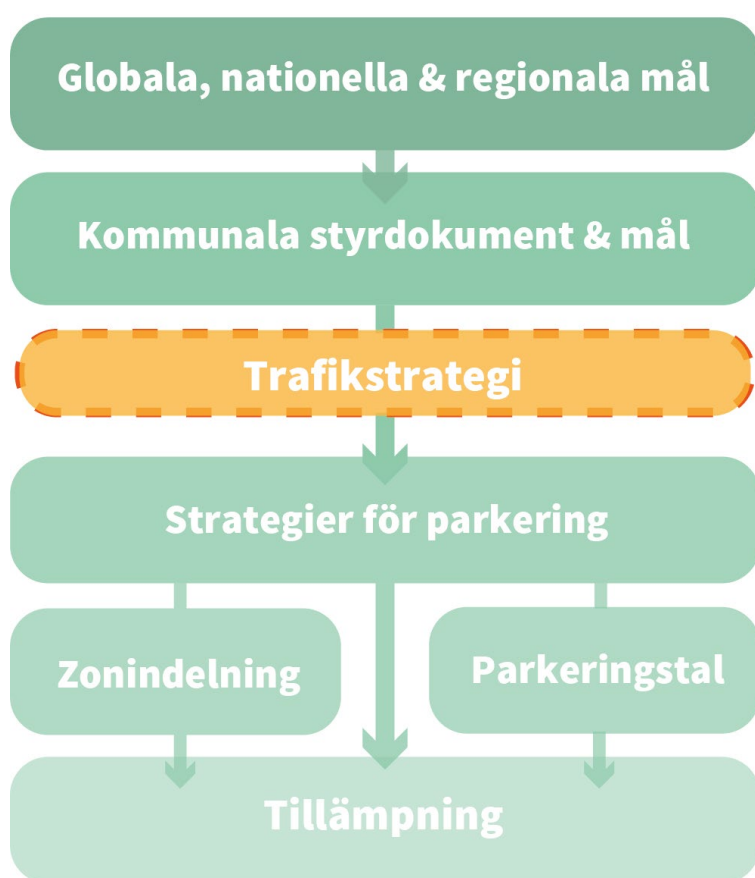 Globala, nationella & regionala mål
Kommunala styrdokument & mål
Trafikstrategi
Strategier för parkering
Zonindelning
Parkeringstal
Tillämpning